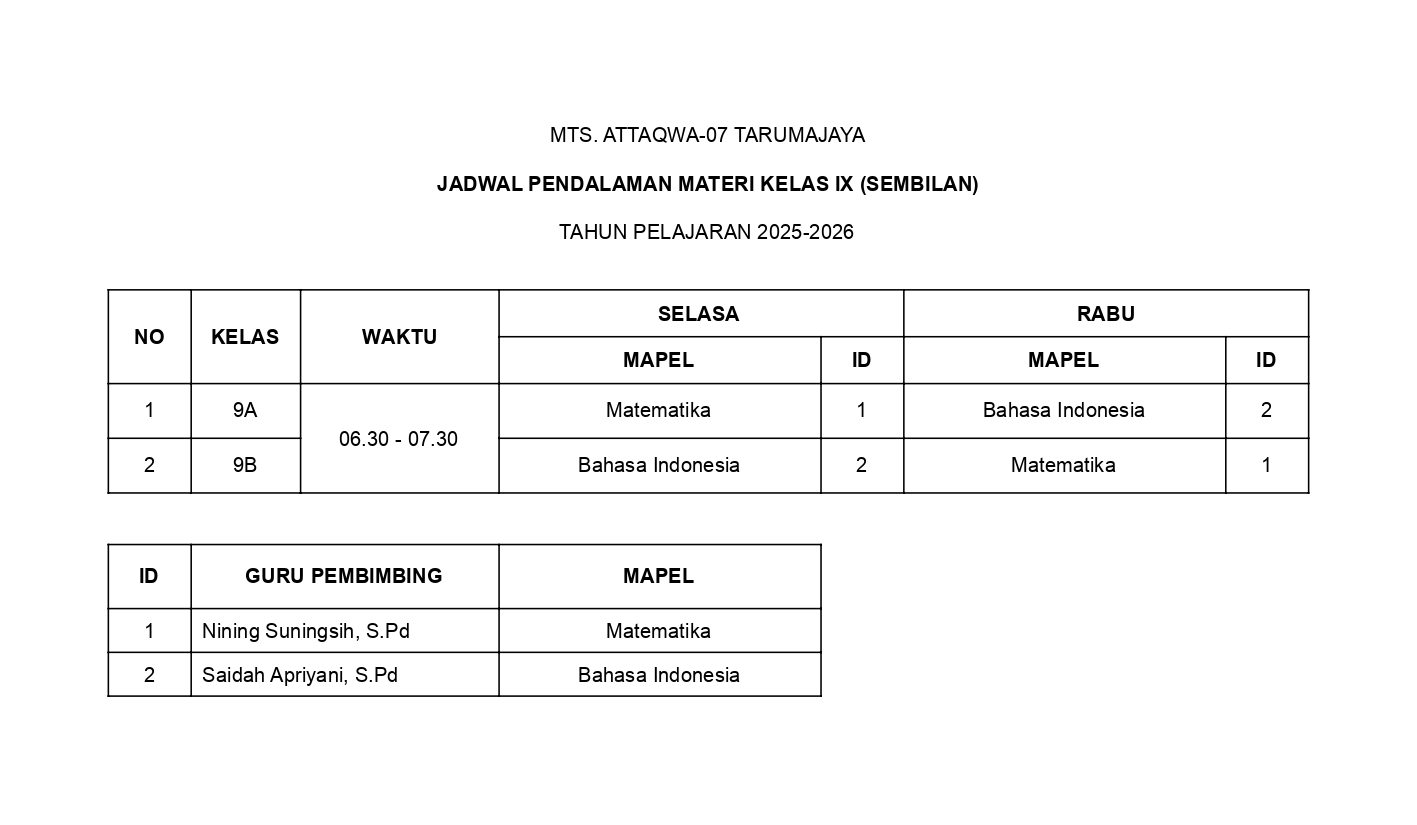 MTS. ATTAQWA-07 TARUMAJAYA
JADWAL PENDALAMAN MATERI KELAS IX (SEMBILAN)
TAHUN PELAJARAN 2025-2026
NO KELAS WAKTU SELASA RABU
MAPEL ID MAPEL ID
1 9A 06.30 - 07.30 Matematika 1 Bahasa Indonesia 2
2 9B Bahasa Indonesia 2 Matematika 1
ID GURU PEMBIMBING MAPEL
1 Nining Suningsih, S.Pd Matematika
2 Saidah Apriyani, S.Pd Bahasa Indonesia